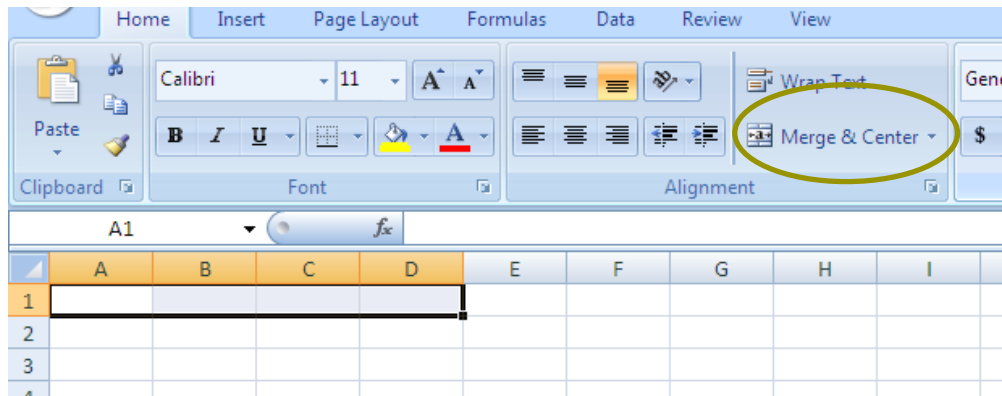 Home Insert Page Layout Formulas Data Review View
Calibri 11 A A Wrap Text
Paste B I U A Merge & Center $
Clipboard Font Alignment
A1 fx
A B C D E F G H I
1
2
3